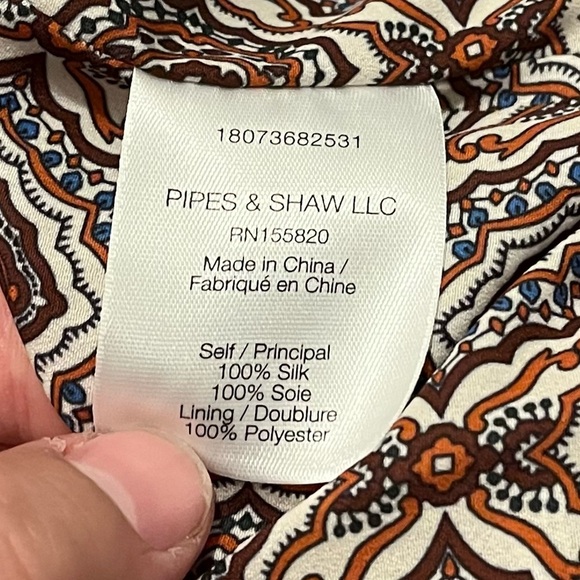 18073682531
PIPES & SHAW LLC
RN155820
Made in China /
Fabriqué en Chine
Self / Principal
100% Silk
100% Soie
Lining / Doublure
100% Polyester